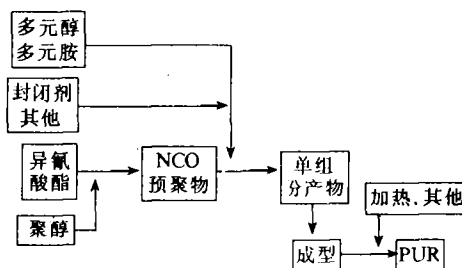 多元醇
多元胺
封闭剂
其他
异氰
酸酯
NCO
预聚物
单组
分产物
加热、其他
聚醇
成型
PUR